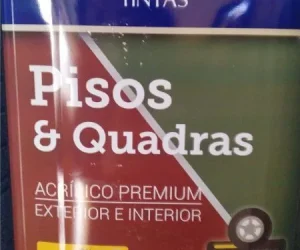 TINTAS
Pisos
& Quadras
ACRÍLICO PREMIUM
EXTERIOR E INTERIOR